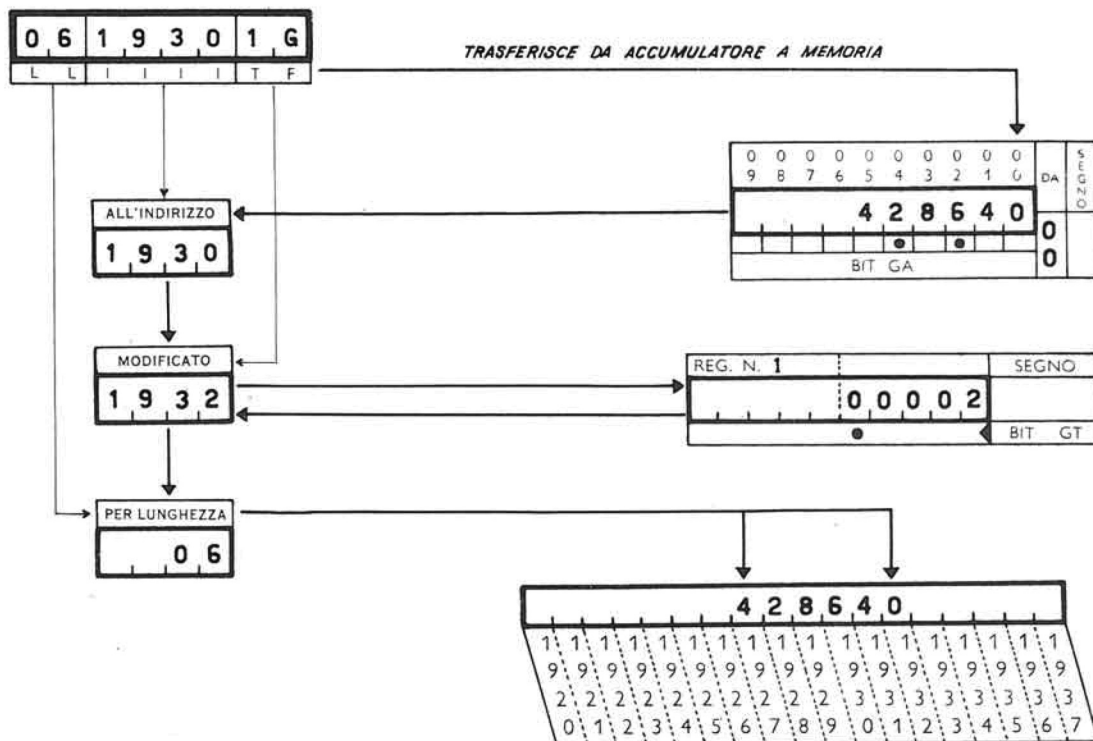 0 6 1 9 3 0 1 G
L L I I I I T F
TRASFERISCE DA ACCUMULATORE A MEMORIA
0 0 0 0 0 0 0 0 0 0
9 8 7 6 5 4 3 2 1 0
DA
SEGNO
4 2 8 6 4 0
0
0
BIT GA
ALL'INDIRIZZO
1 9 3 0
MODIFICATO
1 9 3 2
REG. N. 1
SEGNO
0 0 0 0 2
BIT GT
PER LUNGHEZZA
0 6
4 2 8 6 4 0
1 1 1 1 1 1 1 1 1 1 1 1 1 1 1 1 1 1
9 9 9 9 9 9 9 9 9 9 9 9 9 9 9 9 9 9
2 2 2 2 2 2 2 2 2 2 3 3 3 3 3 3 3 3
0 1 2 3 4 5 6 7 8 9 0 1 2 3 4 5 6 7